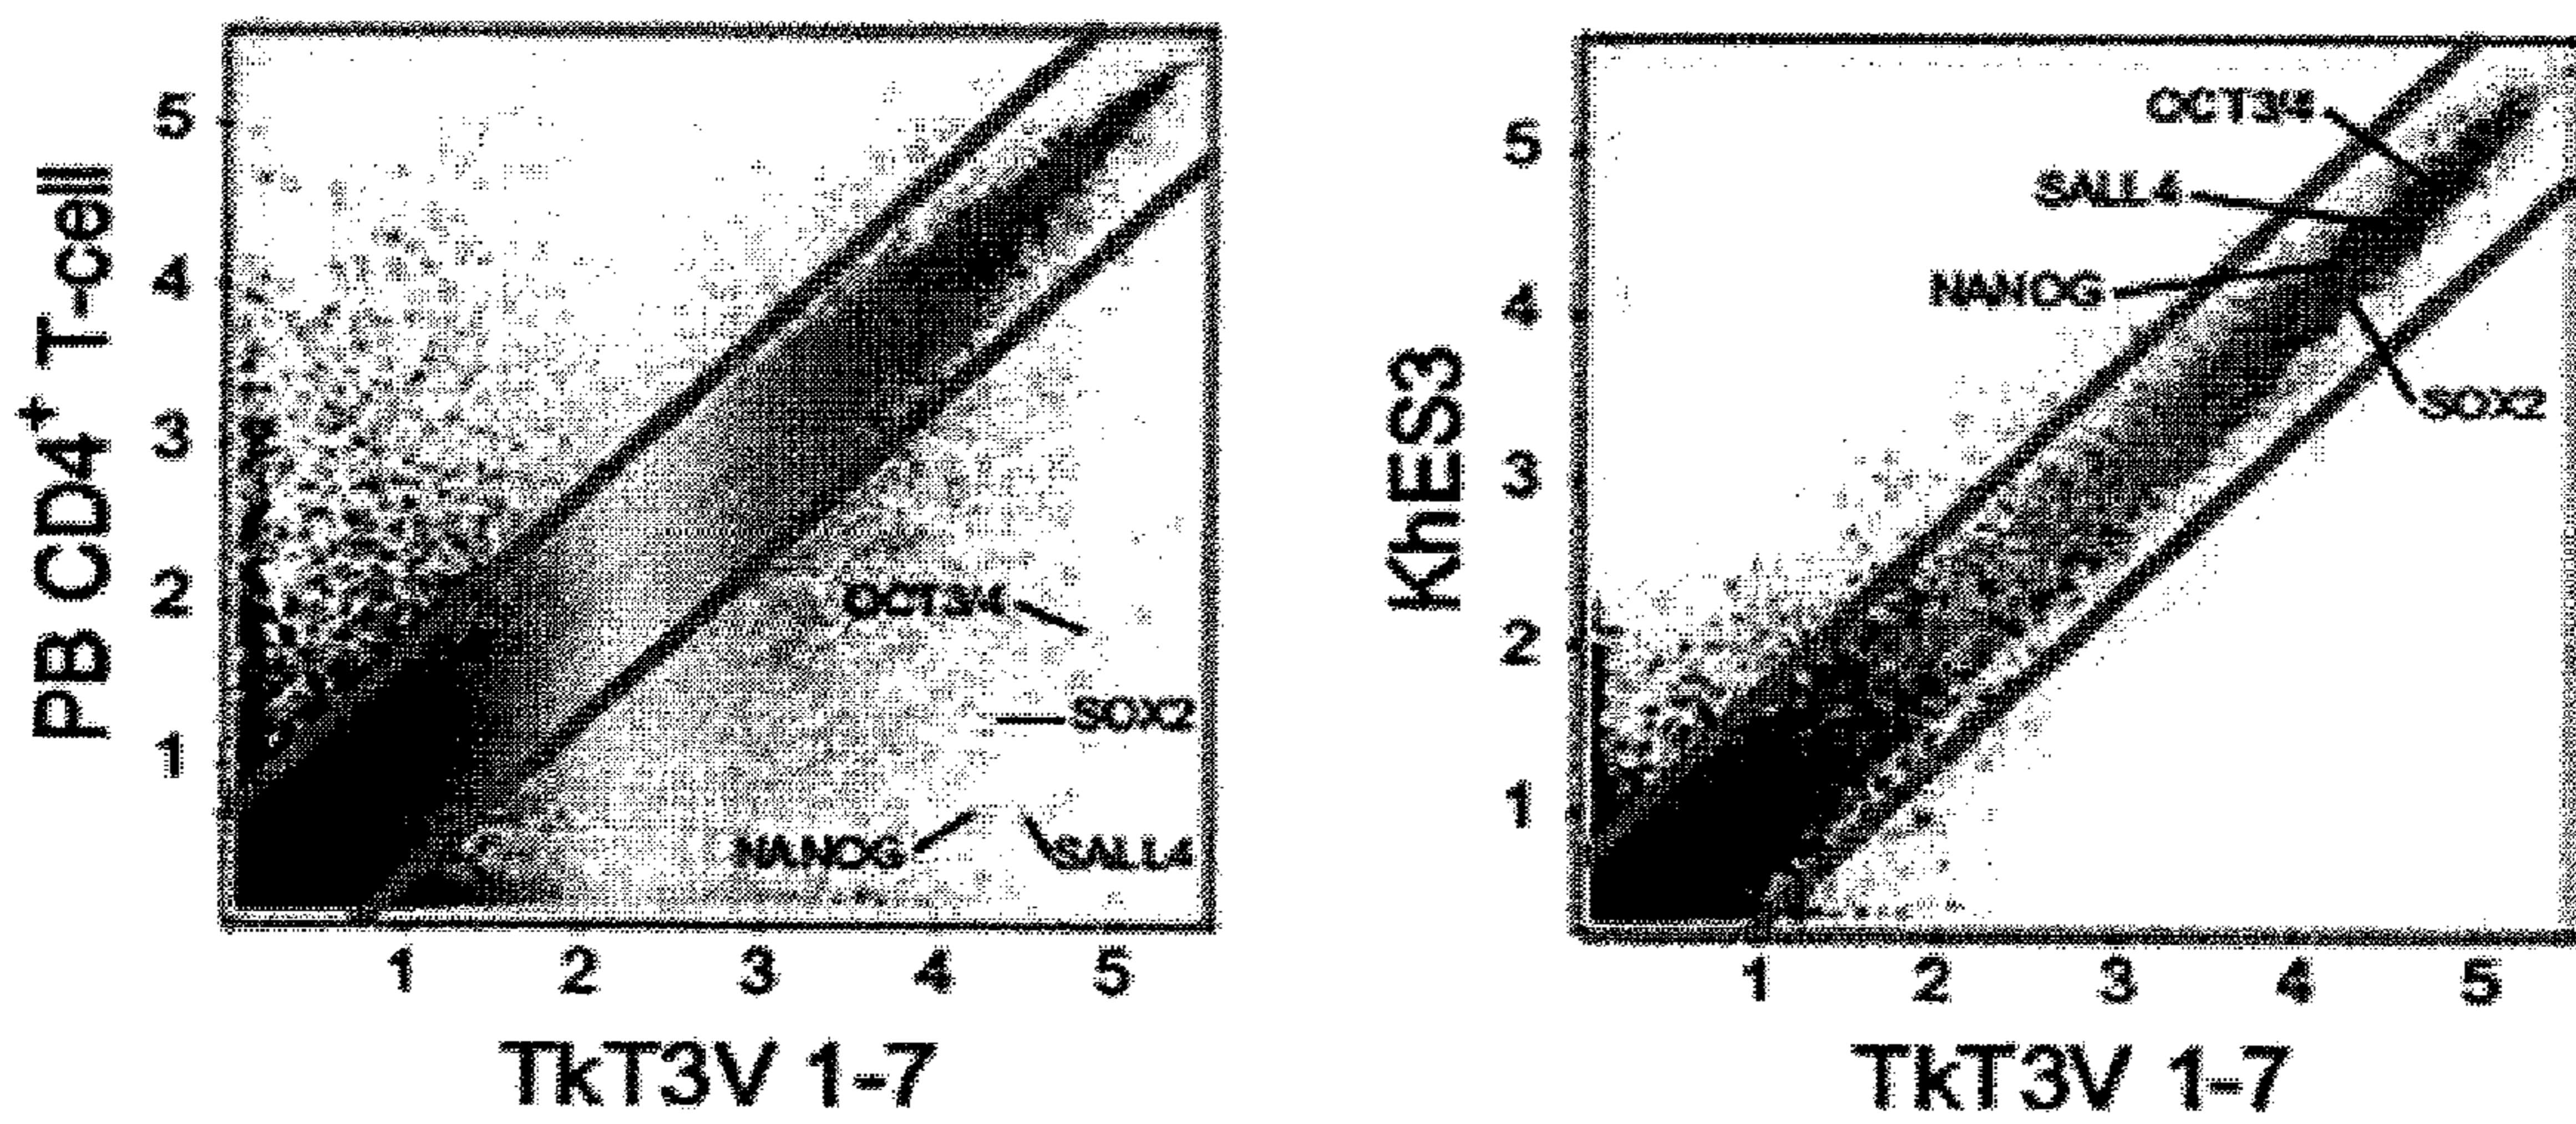 PB CD4+ T-cell
5
4
3
2
1
OCT3/4
SOX2
NANOG
SALL4
1 2 3 4 5
TkT3V 1-7
KhES3
5
4
3
2
1
OCT3/4
SALL4
NANOG
SOX2
1 2 3 4 5
TkT3V 1-7